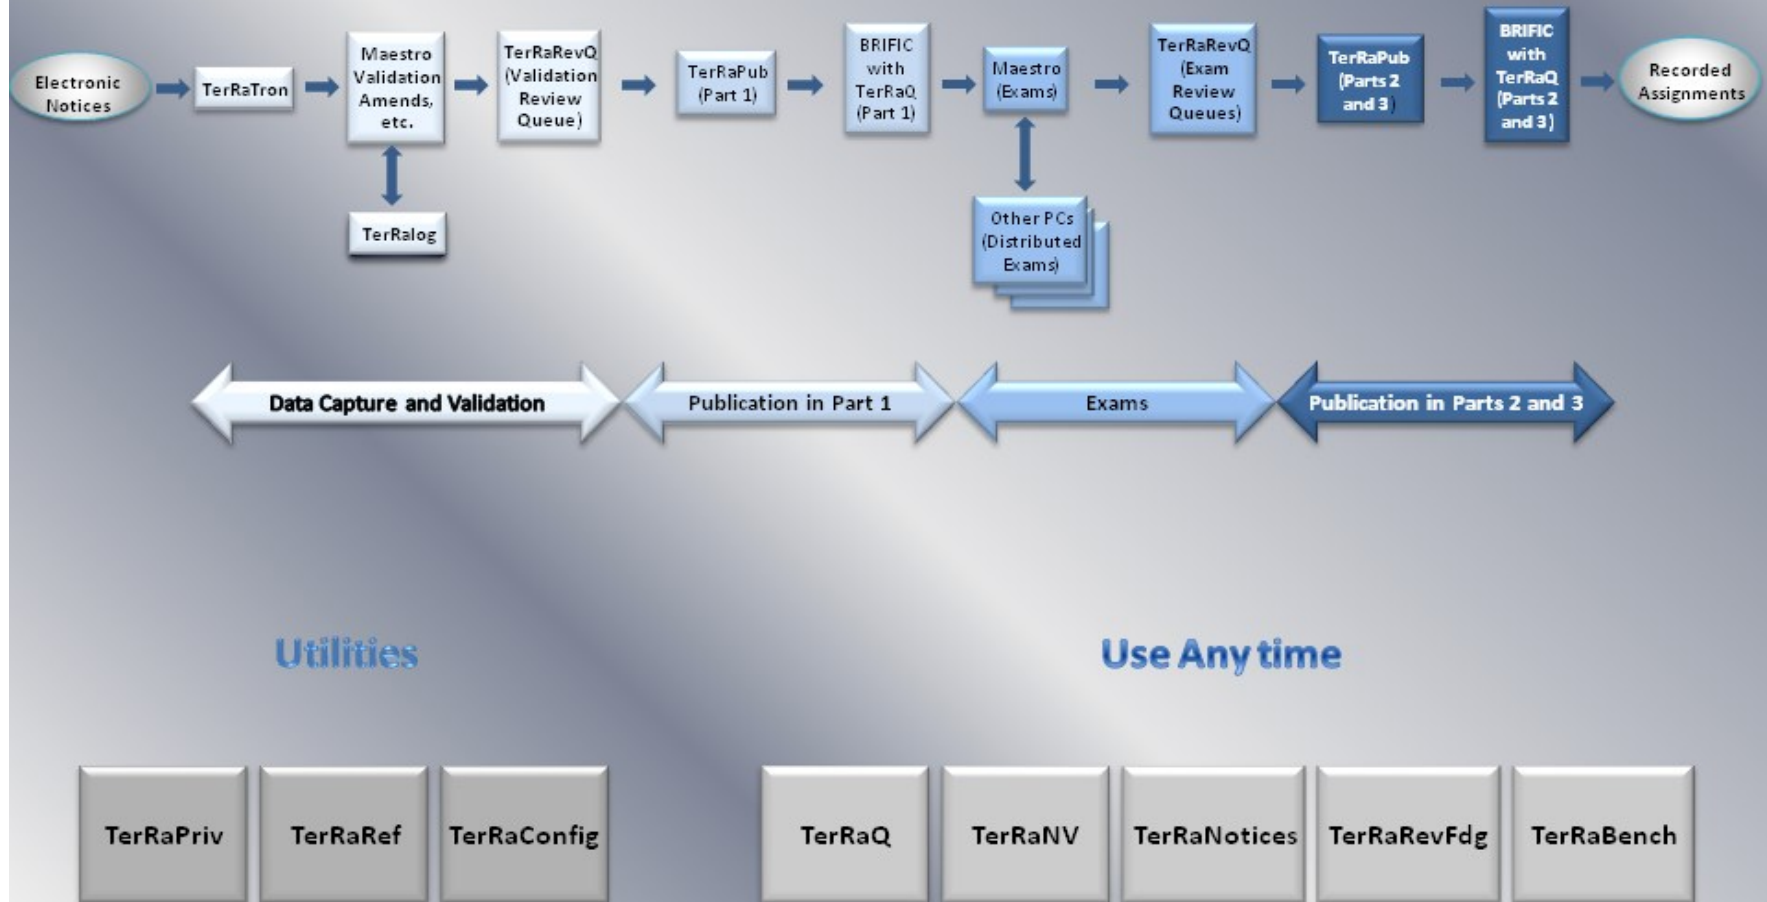 Electronic
Notices
TerRaTron
Maestro
Validation
Amends,
etc.
TerRalog
TerRaRevQ
(Validation
Review
Queue)
TerRaPub
(Part 1)
BRIFIC
with
TerRaQ
(Part 1)
Maestro
(Exams)
Other PCs
(Distributed
Exams)
TerRaRevQ
(Exam
Review
Queues)
TerRaPub
(Parts 2
and 3)
BRIFIC
with
TerRaQ
(Parts 2
and 3)
Recorded
Assignments
Data Capture and Validation
Publication in Part 1
Exams
Publication in Parts 2 and 3
Utilities
Use Any time
TerRaPriv
TerRaRef
TerRaConfig
TerRaQ
TerRaNV
TerRaNotices
TerRaRevFdg
TerRaBench